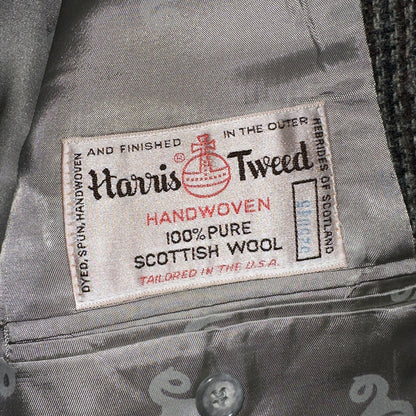 DYED, SPUN, HANDWOVEN
AND FINISHED
IN THE OUTER
HEBRIDES OF SCOTLAND
Harris Tweed
®
HANDWOVEN
100% PURE
SCOTTISH WOOL
TAILORED IN THE U.S.A.